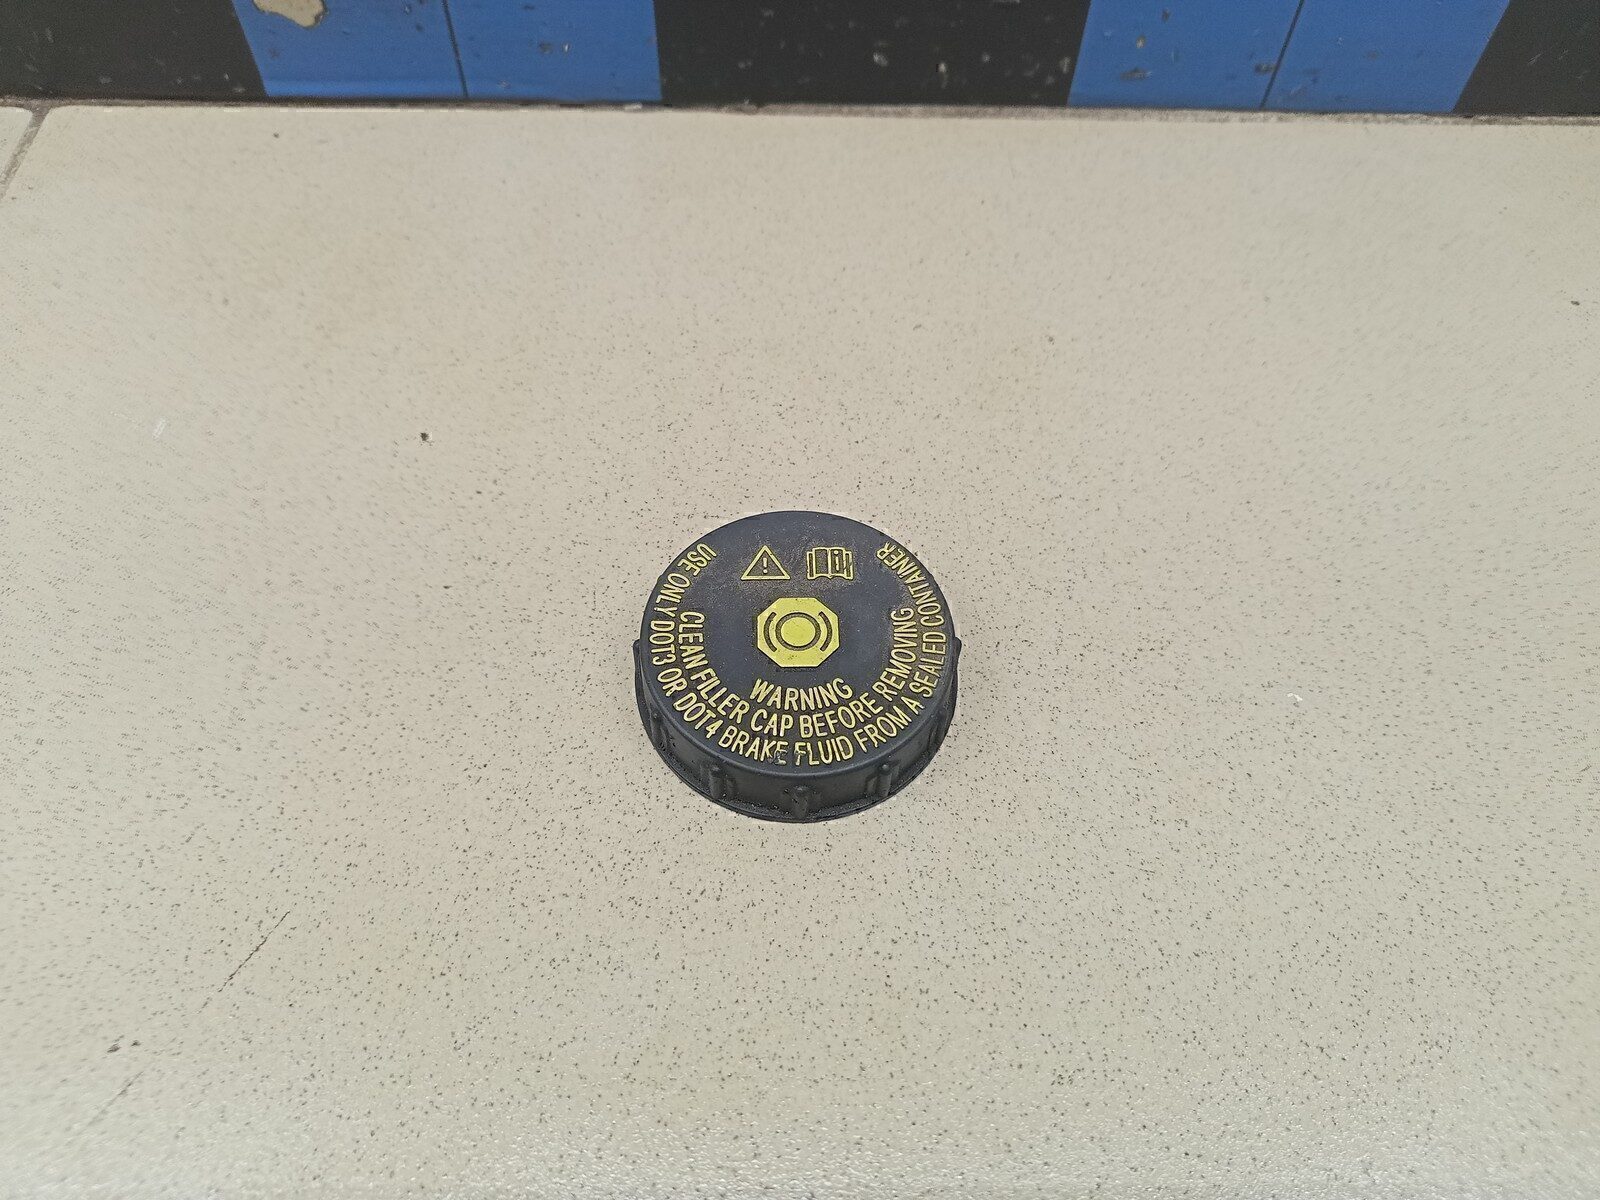 WARNING
CLEAN FILLER CAP BEFORE REMOVING
USE ONLY DOT3 OR DOT4 BRAKE FLUID FROM A SEALED CONTAINER